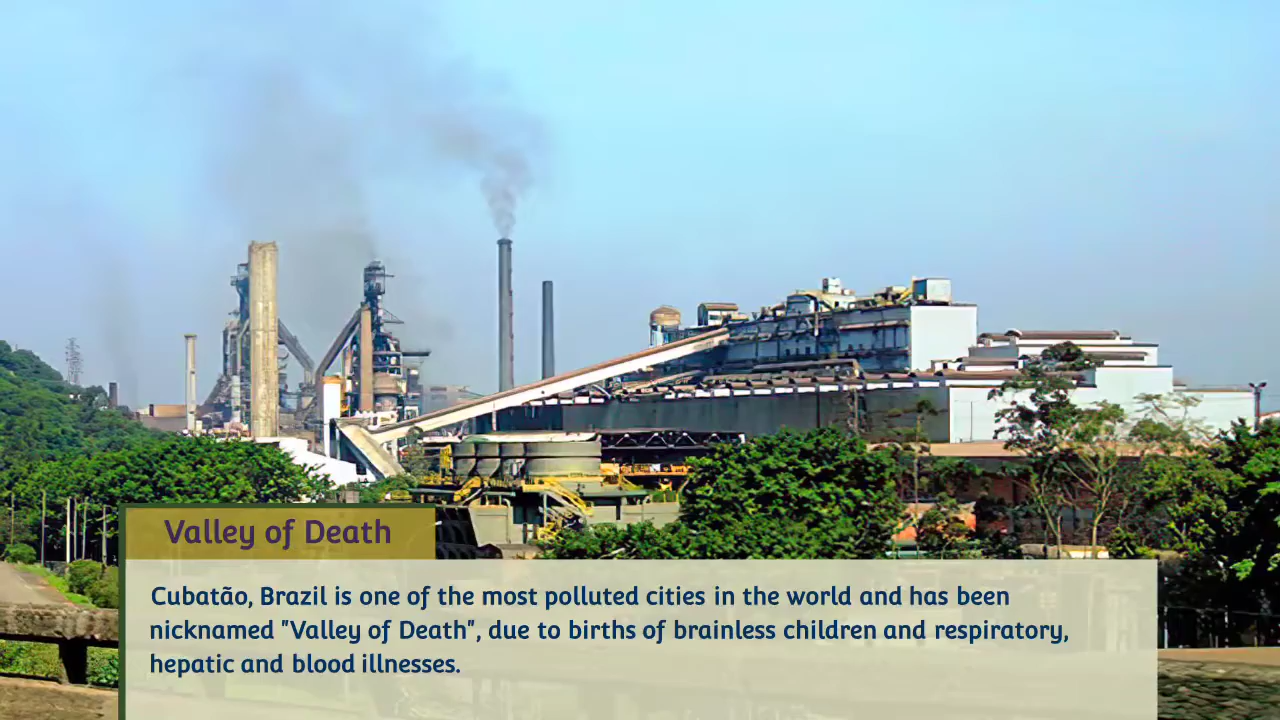 Valley of Death
Cubatão, Brazil is one of the most polluted cities in the world and has been
nicknamed "Valley of Death", due to births of brainless children and respiratory,
hepatic and blood illnesses.